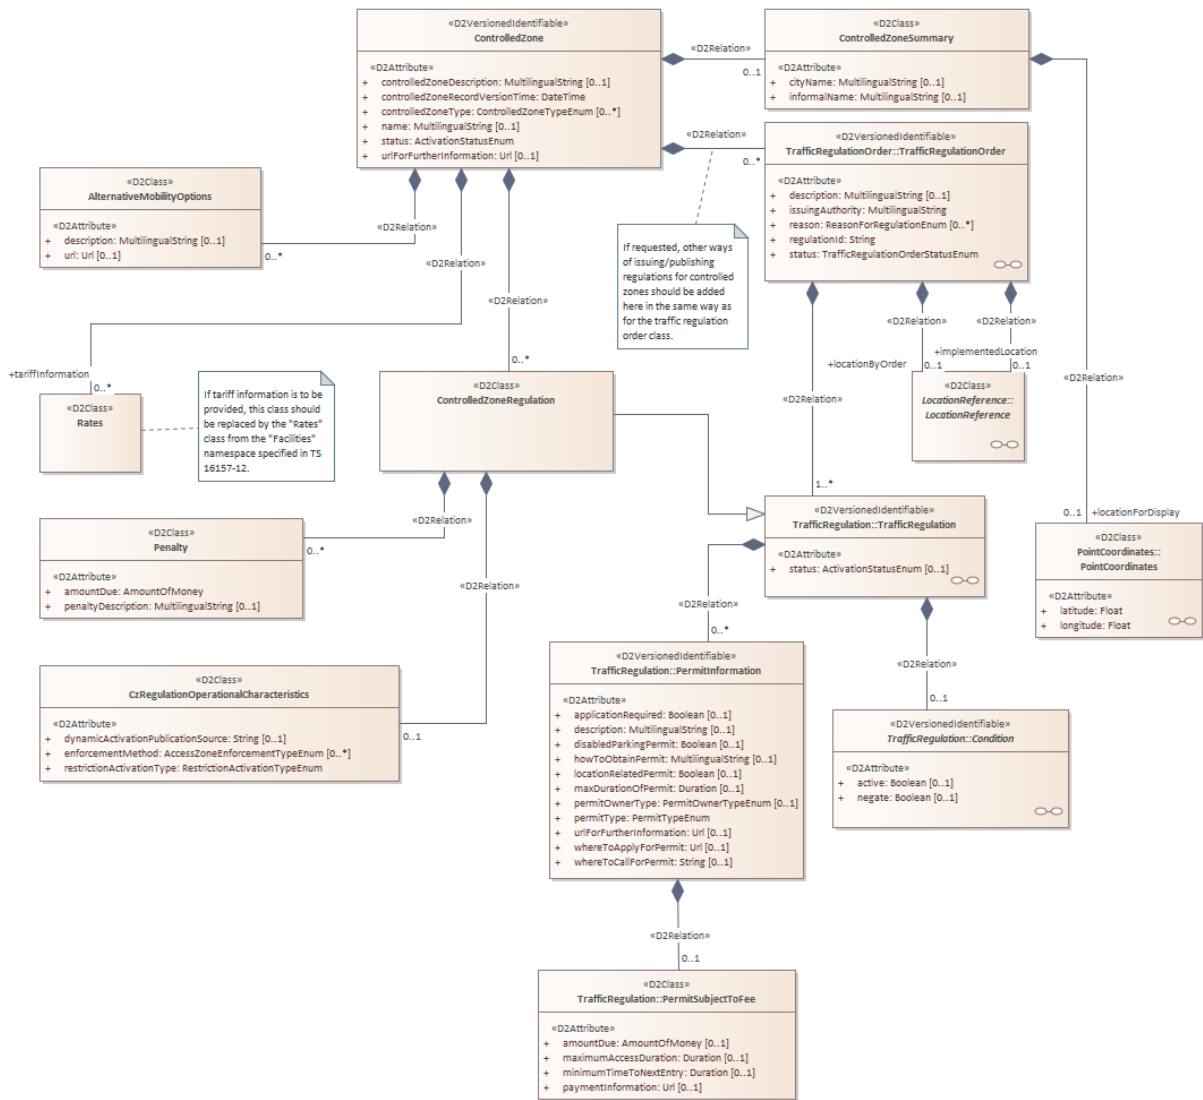 «D2VersionedIdentifiable»
ControlledZone
«D2Attribute»
+ controlledZoneDescription: MultilingualString [0..1]
+ controlledZoneRecordVersionTime: DateTime
+ controlledZoneType: ControlledZoneTypeEnum [0..*]
+ name: MultilingualString [0..1]
+ status: ActivationStatusEnum
+ urlForFurtherInformation: Url [0..1]
«D2Relation»
0..1
«D2Class»
ControlledZoneSummary
«D2Attribute»
+ cityName: MultilingualString [0..1]
+ informalName: MultilingualString [0..1]
«D2Relation»
0..*
«D2VersionedIdentifiable»
TrafficRegulationOrder::TrafficRegulationOrder
«D2Attribute»
+ description: MultilingualString [0..1]
+ issuingAuthority: MultilingualString
+ reason: ReasonForRegulationEnum [0..*]
+ regulationId: String
+ status: TrafficRegulationOrderStatusEnum
«D2Class»
AlternativeMobilityOptions
«D2Attribute»
+ description: MultilingualString [0..1]
+ url: Url [0..1]
«D2Relation»
0..*
«D2Relation»
«D2Relation»
If requested, other ways
of issuing/publishing
regulations for controlled
zones should be added
here in the same way as
for the traffic regulation
order class.
«D2Relation»
«D2Relation»
+locationByOrder
0..1
+implementedLocation
0..1
«D2Relation»
0..*
+tariffInformation
0..*
«D2Class»
Rates
If tariff information is to be
provided, this class should
be replaced by the "Rates"
class from the "Facilities"
namespace specified in TS
16157-12.
«D2Class»
ControlledZoneRegulation
«D2Class»
LocationReference::
LocationReference
«D2Relation»
1..*
«D2VersionedIdentifiable»
TrafficRegulation::TrafficRegulation
«D2Attribute»
+ status: ActivationStatusEnum [0..1]
0..1
+locationForDisplay
«D2Class»
PointCoordinates::
PointCoordinates
«D2Attribute»
+ latitude: Float
+ longitude: Float
«D2Class»
Penalty
«D2Attribute»
+ amountDue: AmountOfMoney
+ penaltyDescription: MultilingualString [0..1]
«D2Relation»
0..*
«D2Relation»
«D2Relation»
0..*
«D2Relation»
0..1
«D2Class»
CzRegulationOperationalCharacteristics
«D2Attribute»
+ dynamicActivationPublicationSource: String [0..1]
+ enforcementMethod: AccessZoneEnforcementTypeEnum [0..*]
+ restrictionActivationType: RestrictionActivationTypeEnum
0..1
«D2VersionedIdentifiable»
TrafficRegulation::PermitInformation
«D2Attribute»
+ applicationRequired: Boolean [0..1]
+ description: MultilingualString [0..1]
+ disabledParkingPermit: Boolean [0..1]
+ howToObtainPermit: MultilingualString [0..1]
+ locationRelatedPermit: Boolean [0..1]
+ maxDurationOfPermit: Duration [0..1]
+ permitOwnerType: PermitOwnerTypeEnum [0..1]
+ permitType: PermitTypeEnum
+ urlForFurtherInformation: Url [0..1]
+ whereToApplyForPermit: Url [0..1]
+ whereToCallForPermit: String [0..1]
«D2VersionedIdentifiable»
TrafficRegulation::Condition
«D2Attribute»
+ active: Boolean [0..1]
+ negate: Boolean [0..1]
«D2Relation»
0..1
«D2Class»
TrafficRegulation::PermitSubjectToFee
«D2Attribute»
+ amountDue: AmountOfMoney [0..1]
+ maximumAccessDuration: Duration [0..1]
+ minimumTimeToNextEntry: Duration [0..1]
+ paymentInformation: Url [0..1]